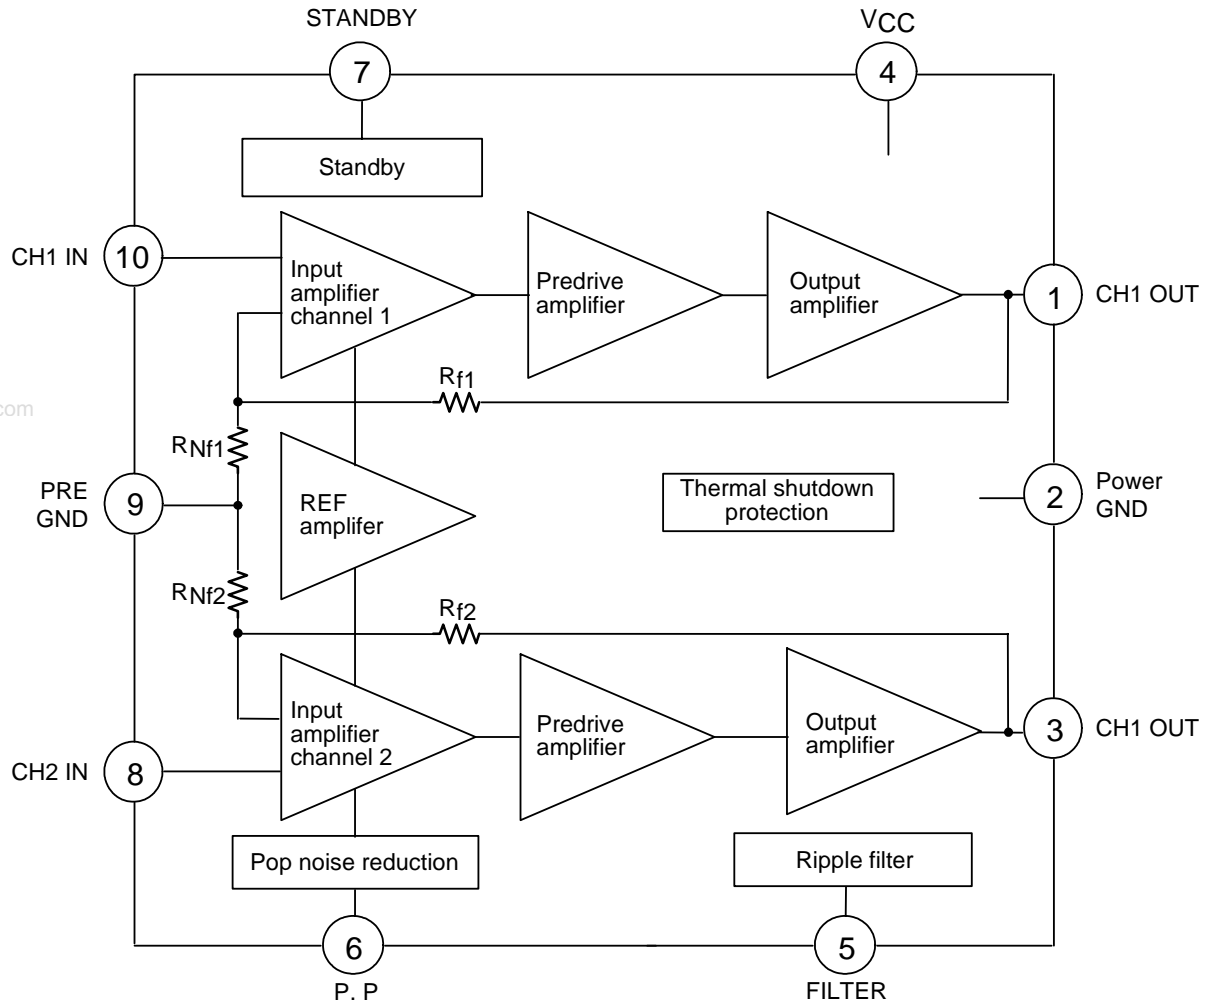 STANDBY
VCC
7
4
Standby
CH1 IN
10
Input
amplifier
channel 1
Predrive
amplifier
Output
amplifier
1
CH1 OUT
Rf1
com
RNf1
PRE
GND
9
REF
amplifer
Thermal shutdown
protection
2
Power
GND
RNf2
Rf2
Input
amplifier
channel 2
Predrive
amplifier
Output
amplifier
3
CH1 OUT
CH2 IN
8
Pop noise reduction
Ripple filter
6
5
P. P
FILTER